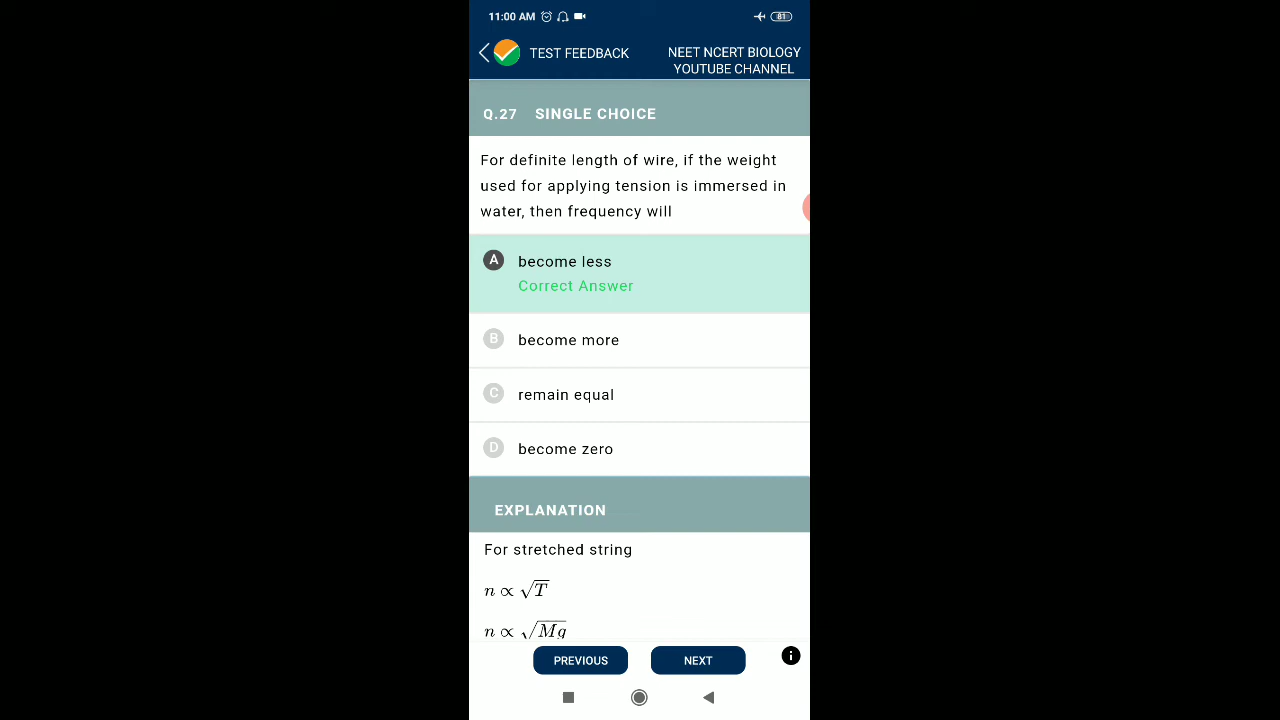 11:00 AM
81
TEST FEEDBACK
NEET NCERT BIOLOGY
YOUTUBE CHANNEL
Q.27 SINGLE CHOICE
For definite length of wire, if the weight
used for applying tension is immersed in
water, then frequency will
A become less
Correct Answer
B become more
C remain equal
D become zero
EXPLANATION
For stretched string
n ∝ √T
n ∝ √Mg
PREVIOUS
NEXT
i